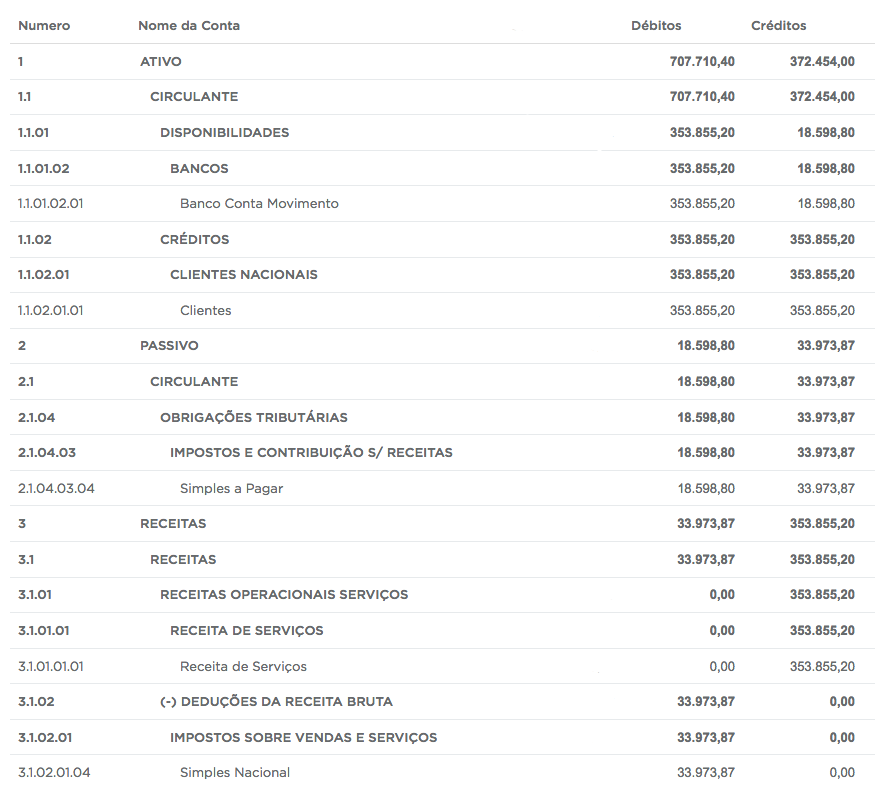 Numero Nome da Conta Débitos Créditos
1 ATIVO 707.710,40 372.454,00
1.1 CIRCULANTE 707.710,40 372.454,00
1.1.01 DISPONIBILIDADES 353.855,20 18.598,80
1.1.01.02 BANCOS 353.855,20 18.598,80
1.1.01.02.01 Banco Conta Movimento 353.855,20 18.598,80
1.1.02 CRÉDITOS 353.855,20 353.855,20
1.1.02.01 CLIENTES NACIONAIS 353.855,20 353.855,20
1.1.02.01.01 Clientes 353.855,20 353.855,20
2 PASSIVO 18.598,80 33.973,87
2.1 CIRCULANTE 18.598,80 33.973,87
2.1.04 OBRIGAÇÕES TRIBUTÁRIAS 18.598,80 33.973,87
2.1.04.03 IMPOSTOS E CONTRIBUIÇÃO S/ RECEITAS 18.598,80 33.973,87
2.1.04.03.04 Simples a Pagar 18.598,80 33.973,87
3 RECEITAS 33.973,87 353.855,20
3.1 RECEITAS 33.973,87 353.855,20
3.1.01 RECEITAS OPERACIONAIS SERVIÇOS 0,00 353.855,20
3.1.01.01 RECEITA DE SERVIÇOS 0,00 353.855,20
3.1.01.01.01 Receita de Serviços 0,00 353.855,20
3.1.02 (-) DEDUÇÕES DA RECEITA BRUTA 33.973,87 0,00
3.1.02.01 IMPOSTOS SOBRE VENDAS E SERVIÇOS 33.973,87 0,00
3.1.02.01.04 Simples Nacional 33.973,87 0,00